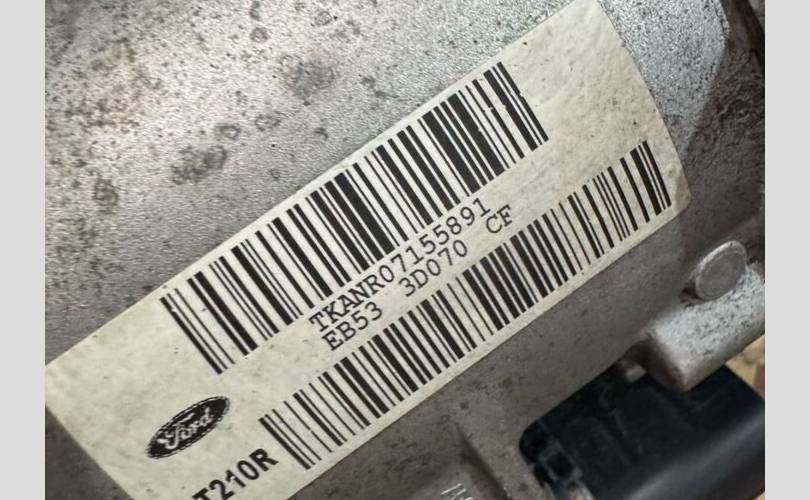 TKANR07155891
EB53 3D070 CF
Ford
T210R